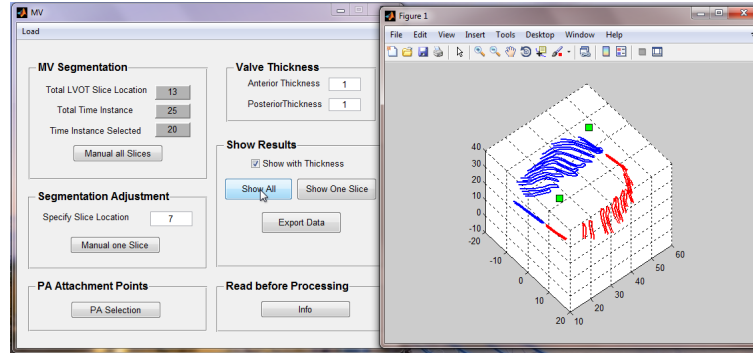 MV
Load
MV Segmentation
Total LVOT Slice Location 13
Total Time Instance 25
Time Instance Selected 20
Manual all Slices
Segmentation Adjustment
Specify Slice Location 7
Manual one Slice
PA Attachment Points
PA Selection
Valve Thickness
Anterior Thickness 1
PosteriorThickness 1
Show Results
Show with Thickness
Show All Show One Slice
Export Data
Read before Processing
Info
Figure 1
File Edit View Insert Tools Desktop Window Help
40
30
20
10
0
-10
-20
-10
0
10
20
10
20
30
40
50
60